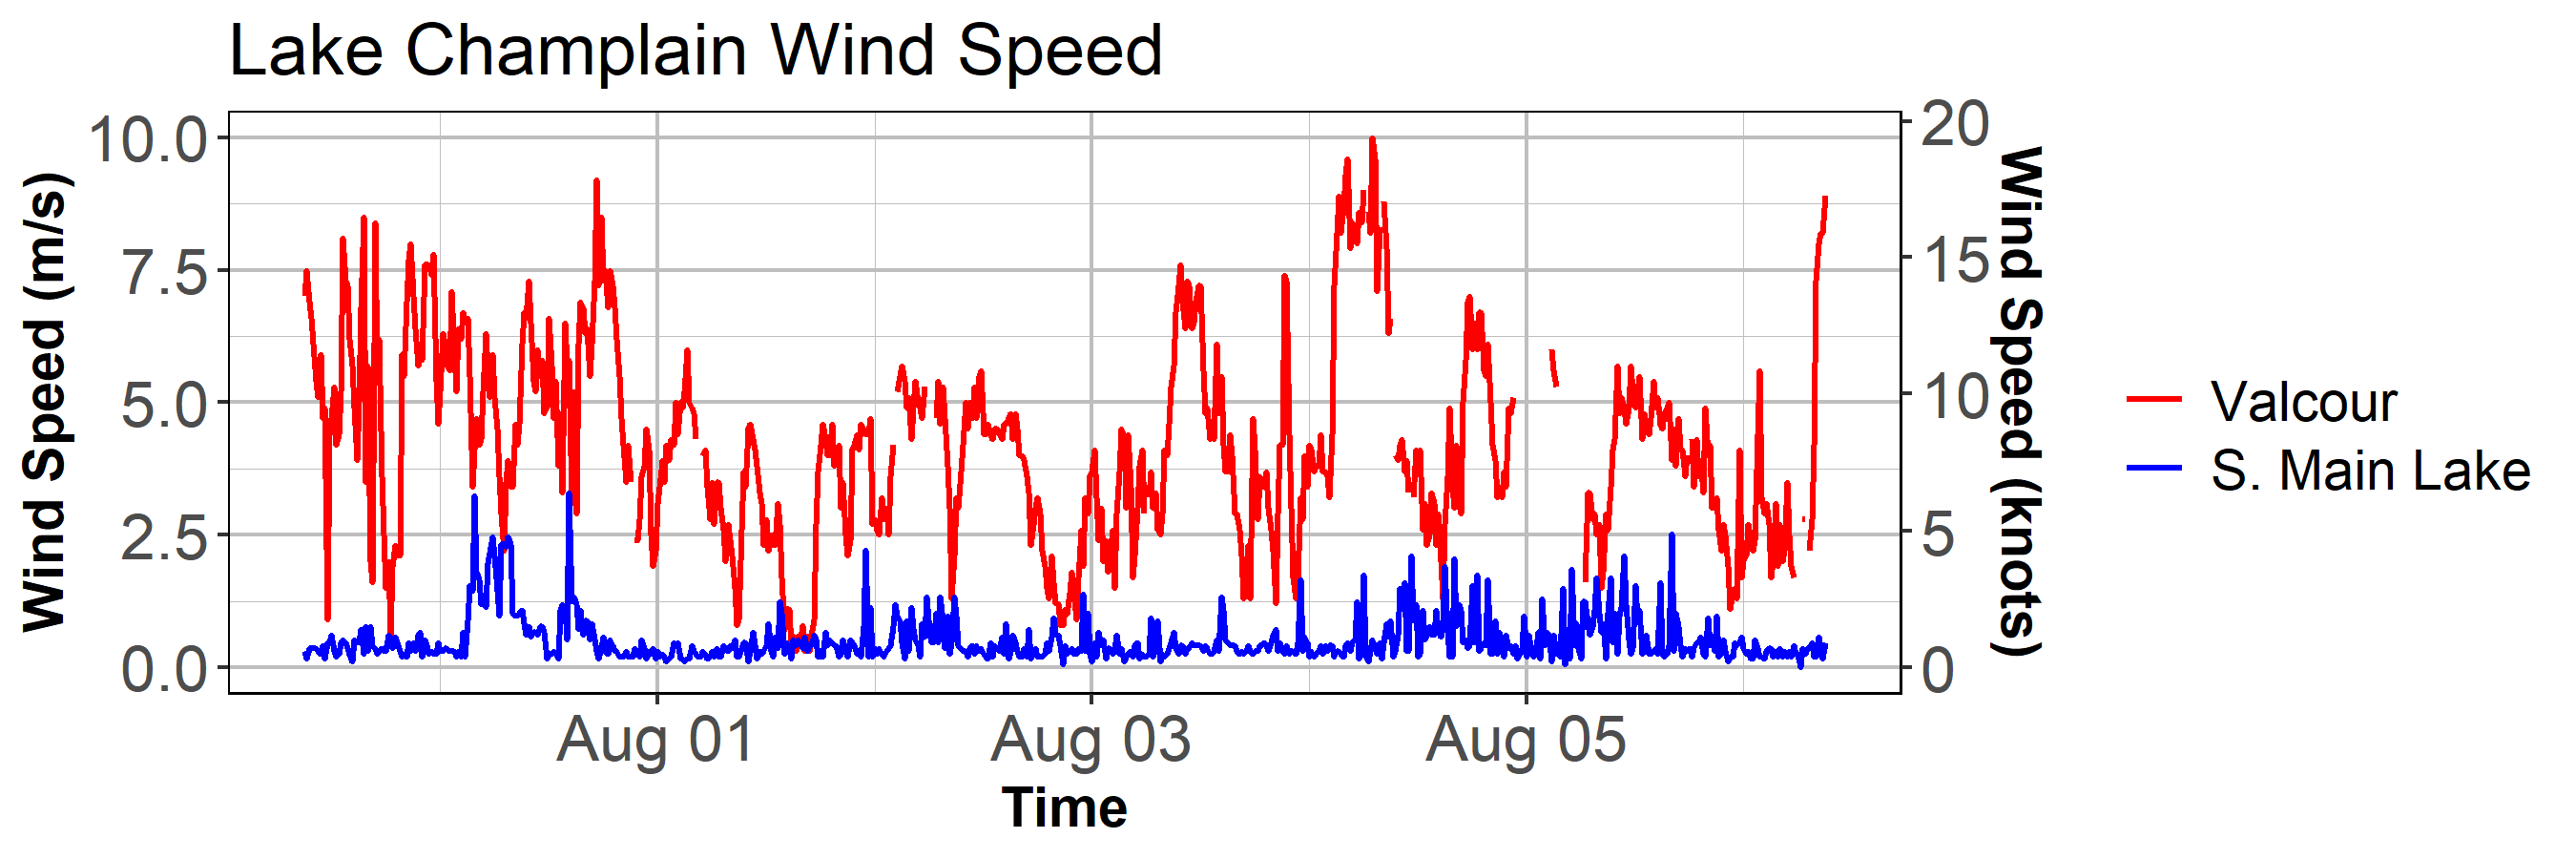 Lake Champlain Wind Speed
Wind Speed (m/s)
10.0
7.5
5.0
2.5
0.0
20
15
10
5
0
Wind Speed (knots)
Aug 01
Aug 03
Aug 05
Time
Valcour
S. Main Lake